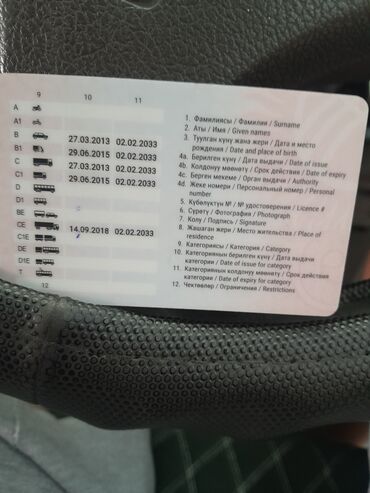 9 10 11
A
A1
B 27.03.2013 02.02.2033
B1 29.06.2015 02.02.2033
C 27.03.2013 02.02.2033
C1 29.06.2015 02.02.2033
D
D1
BE
CE 14.09.2018 02.02.2033
C1E
DE
D1E
T
12
1. Фамилиясы / Фамилия / Surname
2. Аты / Имя / Given names
3. Туулган күнү жана жери / Дата и место
рождения / Date and place of birth
4a. Берилген күнү / Дата выдачи / Date of issue
4b. Колдонуу мөөнөтү / Срок действия / Date of expiry
4c. Берген мекеме / Орган выдачи / Authority
4d. Жеке номери / Персональный номер / Personal
number
5. Күбөлүктүн № / № удостоверения / Licence #
6. Сүрөтү / Фотография / Photograph
7. Колу / Подпись / Signature
8. Жашаган жери / Место жительства / Place of
residence
9. Категориясы / Категория / Category
10. Категориянын берилген күнү / Дата выдачи
категории / Date of issue for category
11. Категориянын колдонуу мөөнөтү / Срок действия
категории / Date of expiry for category
12. Чектөөлөр / Ограничения / Restrictions